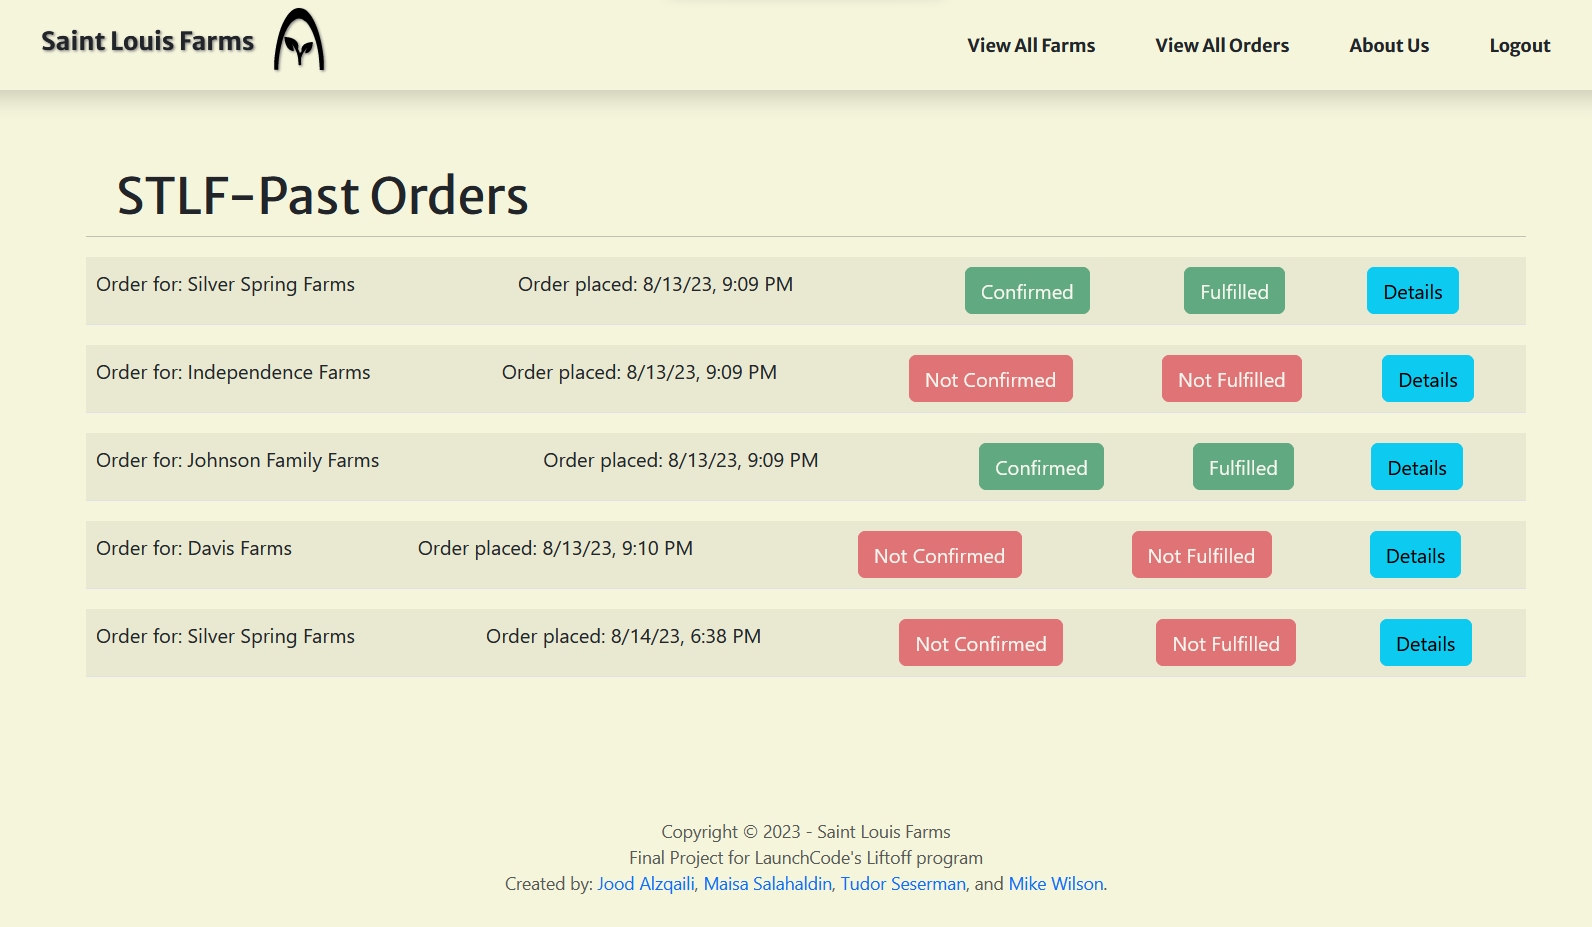 Saint Louis Farms View All Farms View All Orders About Us Logout
STLF-Past Orders
Order for: Silver Spring Farms Order placed: 8/13/23, 9:09 PM Confirmed Fulfilled Details
Order for: Independence Farms Order placed: 8/13/23, 9:09 PM Not Confirmed Not Fulfilled Details
Order for: Johnson Family Farms Order placed: 8/13/23, 9:09 PM Confirmed Fulfilled Details
Order for: Davis Farms Order placed: 8/13/23, 9:10 PM Not Confirmed Not Fulfilled Details
Order for: Silver Spring Farms Order placed: 8/14/23, 6:38 PM Not Confirmed Not Fulfilled Details
Copyright © 2023 - Saint Louis Farms
Final Project for LaunchCode's Liftoff program
Created by: Jood Alzqaili, Maisa Salahaldin, Tudor Seserman, and Mike Wilson.